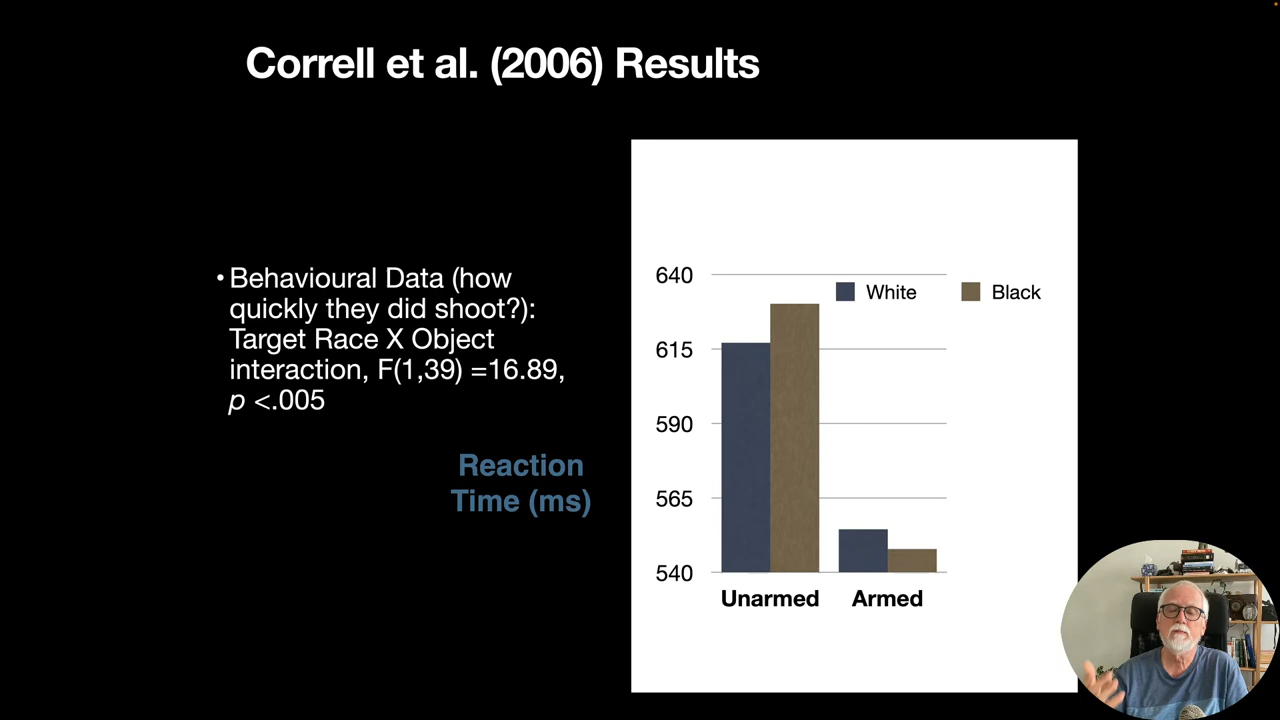 Correll et al. (2006) Results
• Behavioural Data (how
quickly they did shoot?):
Target Race X Object
interaction, F(1,39) =16.89,
p <.005
Reaction
Time (ms)
640
White
Black
615
590
565
540
Unarmed
Armed